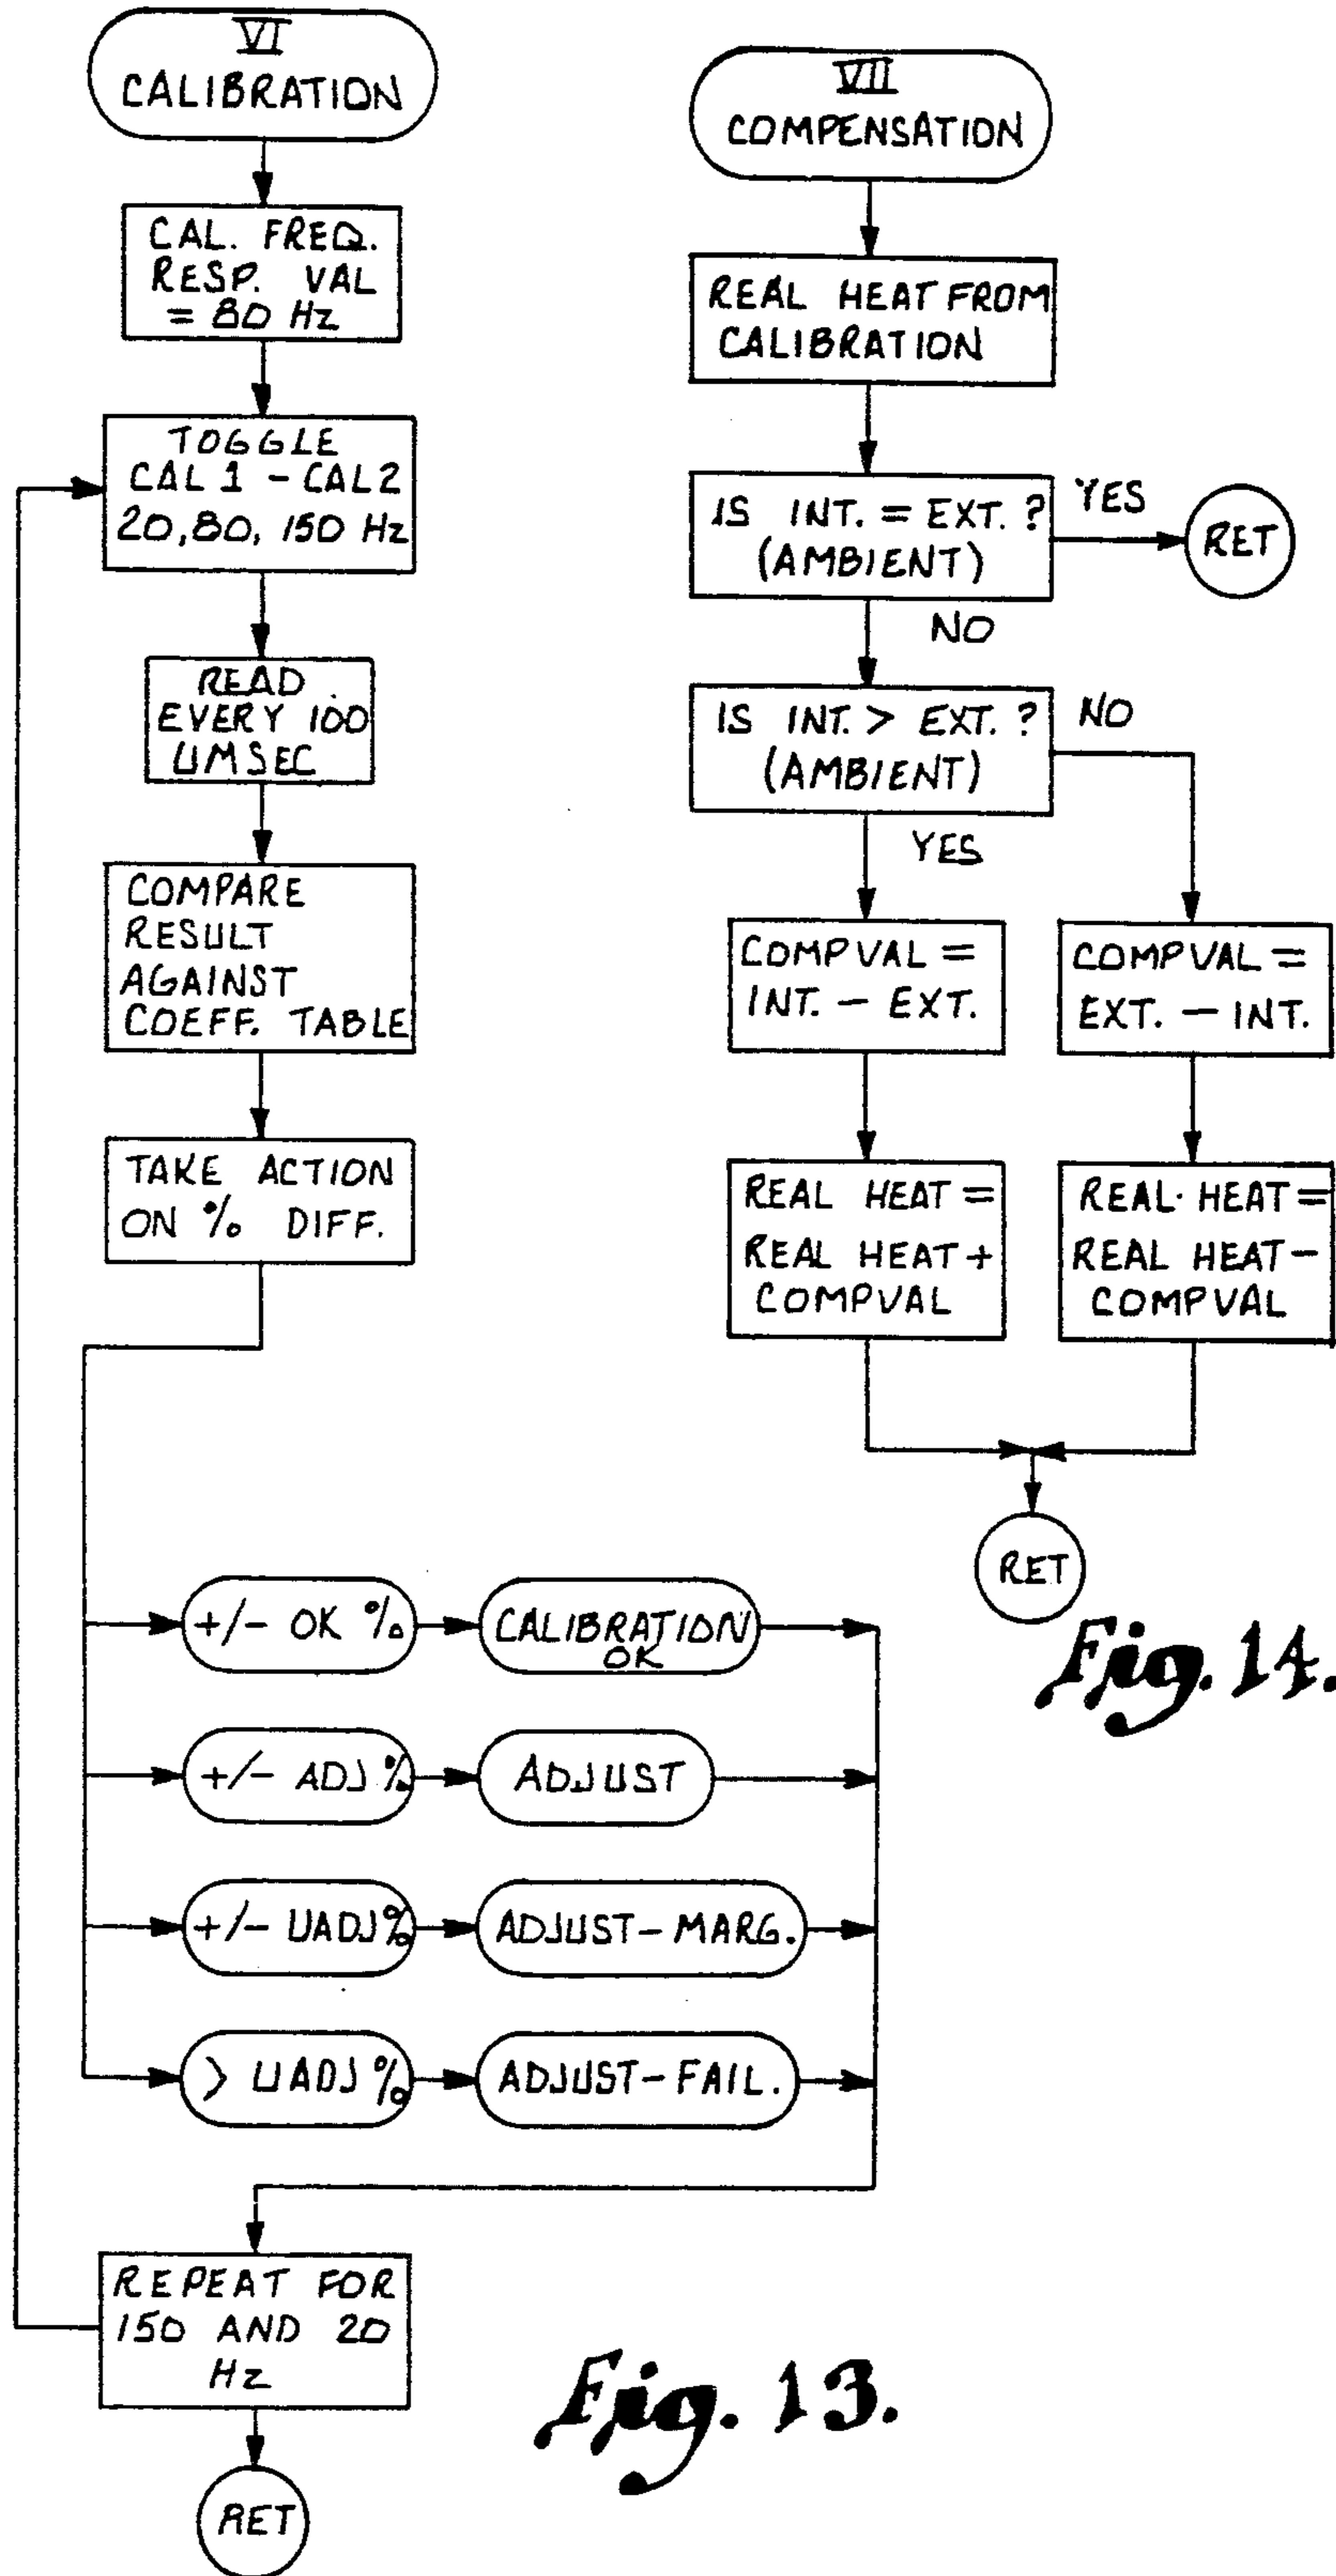 VI
CALIBRATION
CAL. FREQ.
RESP. VAL
= 80 Hz
TOGGLE
CAL 1 - CAL 2
20, 80, 150 Hz
READ
EVERY 100
UMSEC
COMPARE
RESULT
AGAINST
COEFF. TABLE
TAKE ACTION
ON % DIFF.
+/- OK %
CALIBRATION
OK
+/- ADJ %
ADJUST
+/- UADJ %
ADJUST-MARG.
> UADJ %
ADJUST-FAIL.
REPEAT FOR
150 AND 20
Hz
RET
Fig. 13.
VII
COMPENSATION
REAL HEAT FROM
CALIBRATION
IS INT. = EXT. ?
(AMBIENT)
YES
RET
NO
IS INT. > EXT. ?
(AMBIENT)
NO
YES
COMPVAL =
INT. - EXT.
COMPVAL =
EXT. - INT.
REAL HEAT =
REAL HEAT +
COMPVAL
REAL HEAT =
REAL HEAT -
COMPVAL
RET
Fig. 14.